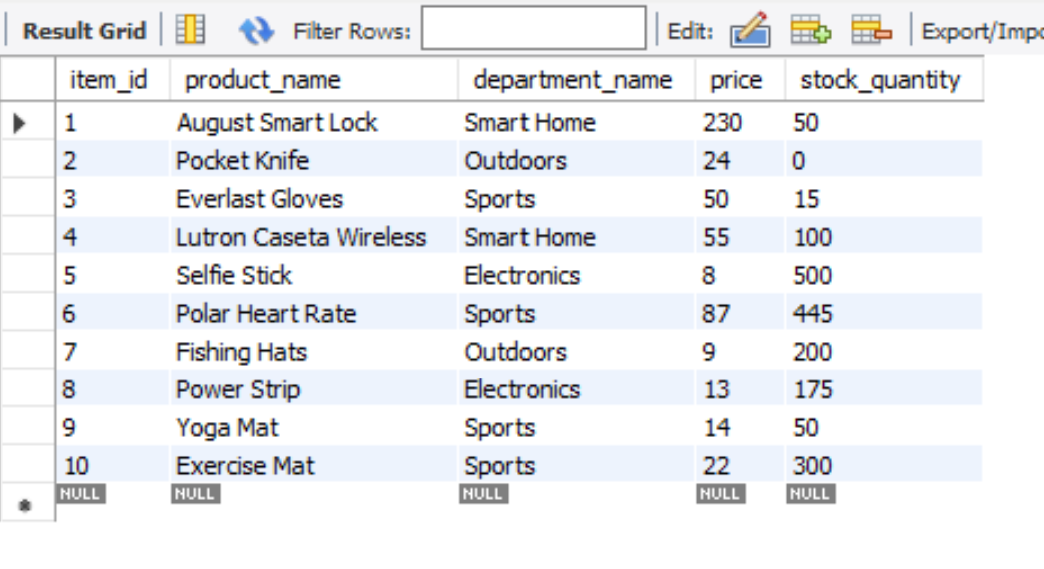 Result Grid Filter Rows: Edit: Export/Impo
item_id product_name department_name price stock_quantity
1 August Smart Lock Smart Home 230 50
2 Pocket Knife Outdoors 24 0
3 Everlast Gloves Sports 50 15
4 Lutron Caseta Wireless Smart Home 55 100
5 Selfie Stick Electronics 8 500
6 Polar Heart Rate Sports 87 445
7 Fishing Hats Outdoors 9 200
8 Power Strip Electronics 13 175
9 Yoga Mat Sports 14 50
10 Exercise Mat Sports 22 300
NULL NULL NULL NULL NULL